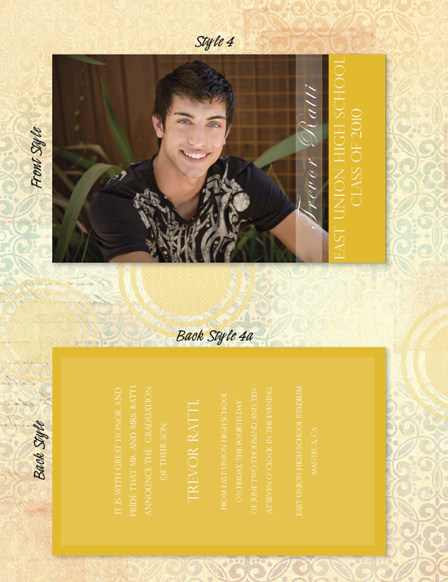 Style 4
Front Style
Trevor Ratti
EAST UNION HIGH SCHOOL
CLASS OF 2010
Back Style 4a
Back Style
IT IS WITH GREAT HONOR AND
PRIDE THAT MR. AND MRS. RATTI
ANNOUNCE THE GRADUATION
OF THEIR SON,
TREVOR RATTI,
FROM EAST UNION HIGH SCHOOL
ON FRIDAY, THE FOURTH DAY
OF JUNE TWO-THOUSAND AND TEN
AT SEVEN O' CLOCK IN THE EVENING.
EAST UNION HIGH SCHOOL STADIUM
MANTECA, CA